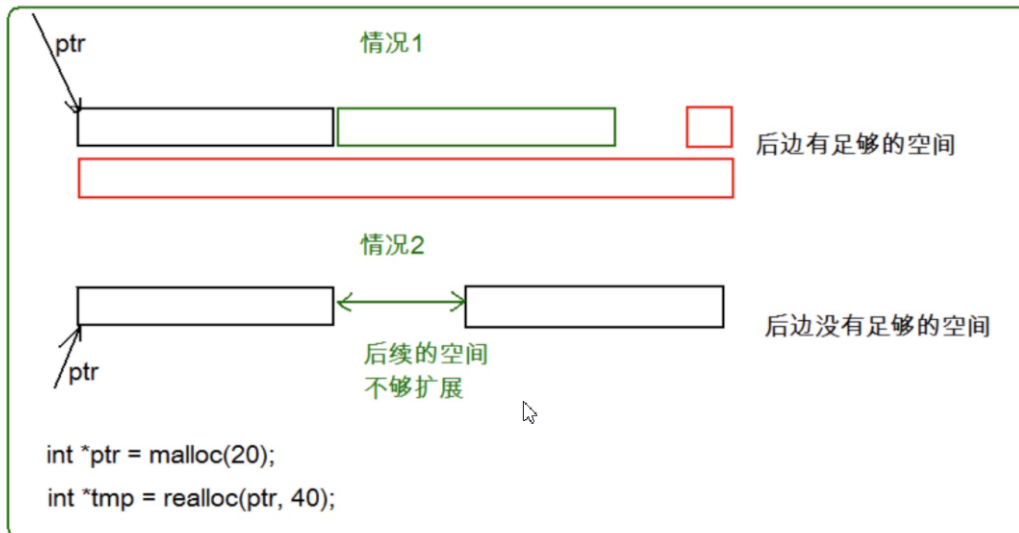 ptr
情况1
后边有足够的空间
情况2
后边没有足够的空间
后续的空间
不够扩展
ptr
int *ptr = malloc(20);
int *tmp = realloc(ptr, 40);